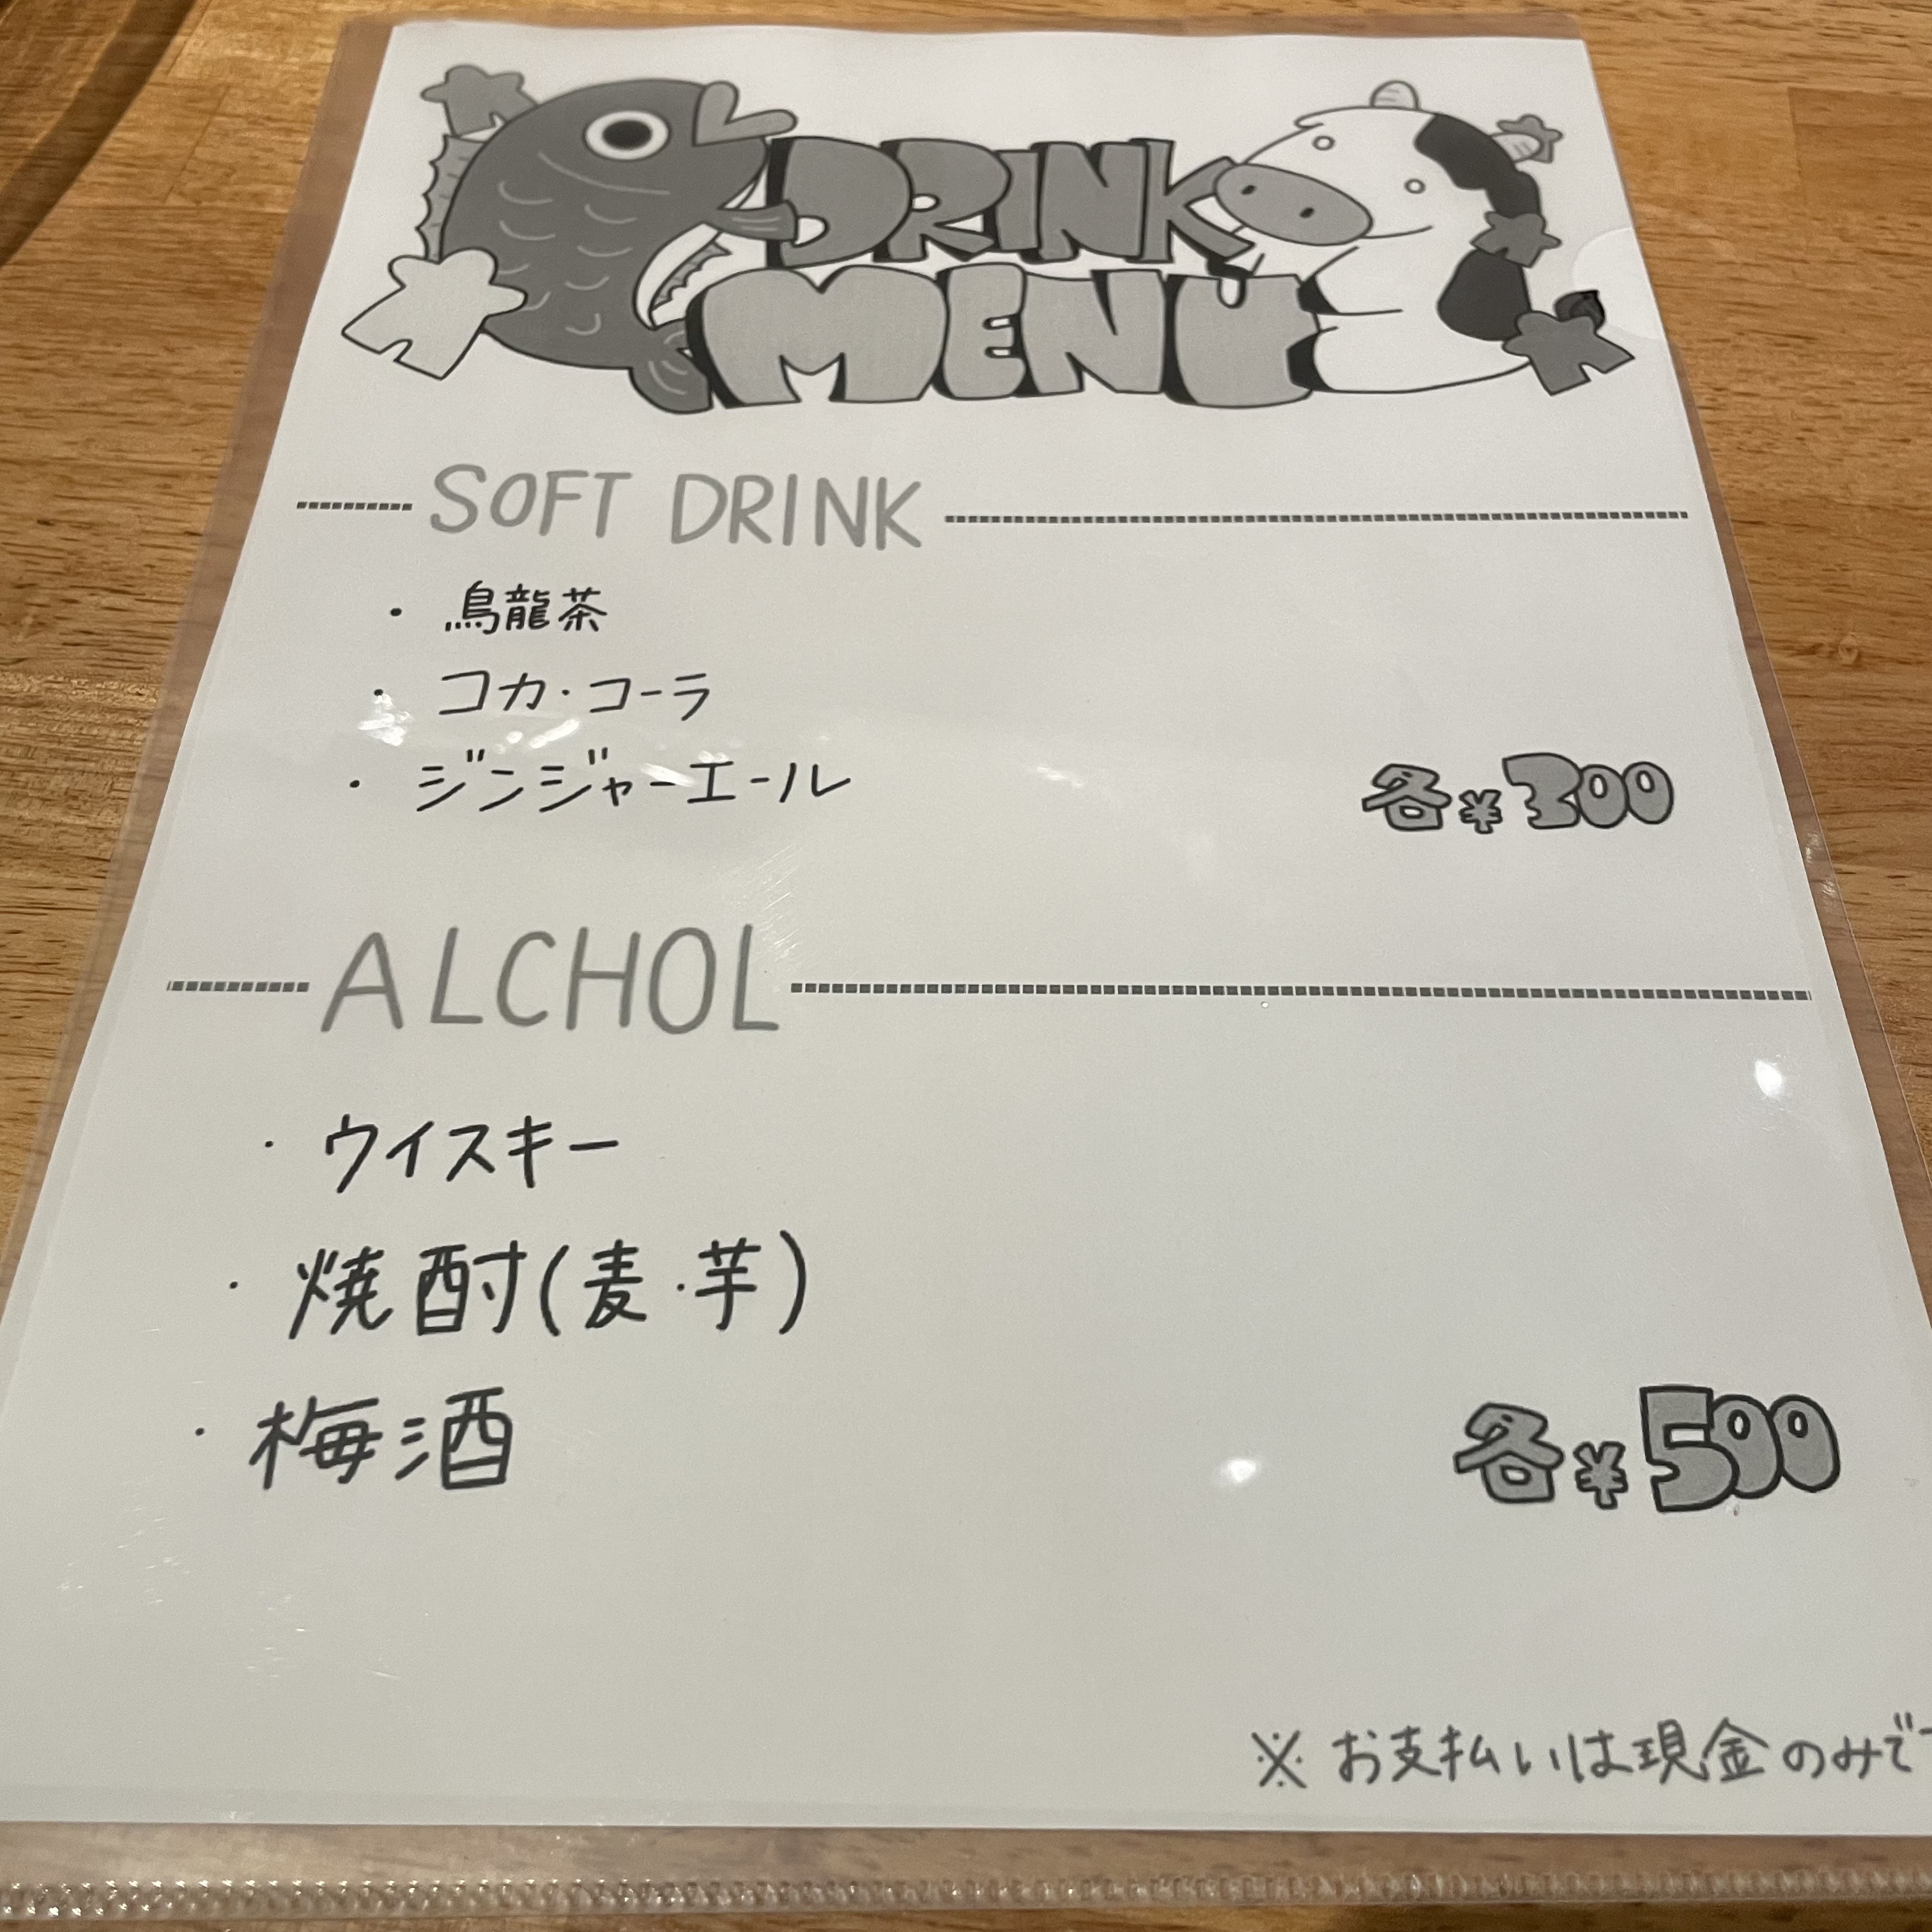 DRINK
MENU
SOFT DRINK
・烏龍茶
・コカ・コーラ
・ジンジャーエール
各¥300
ALCHOL
・ウイスキー
・焼酎(麦・芋)
・梅酒
各¥500
※お支払いは現金のみで